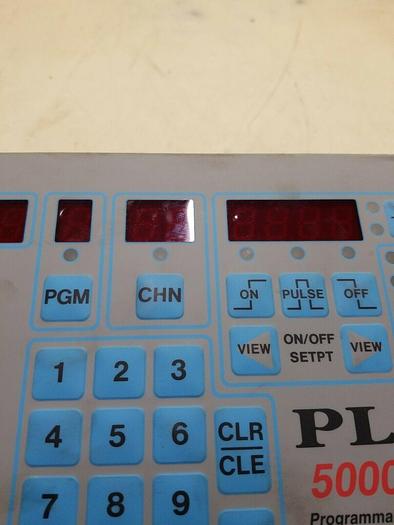 PGM
CHN
ON
PULSE
OFF
VIEW
ON/OFF
SETPT
VIEW
1
2
3
4
5
6
CLR
CLE
7
8
9
PL
5000
Programma